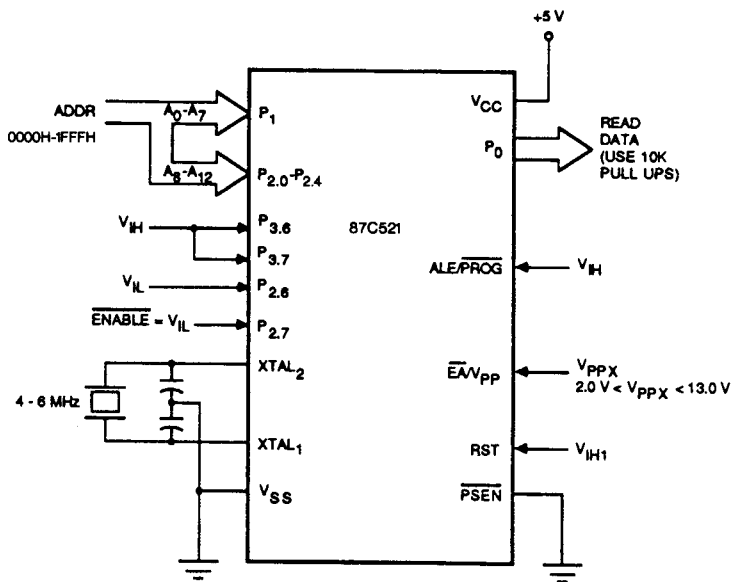 +5 V
ADDR
0000H-1FFFH
A0-A7
A8-A12
P1
P2.0-P2.4
VIH
P3.6
P3.7
VIL
P2.6
ENABLE = VIL
P2.7
4 - 6 MHz
XTAL2
XTAL1
VSS
87C521
VCC
P0
READ
DATA
(USE 10K
PULL UPS)
ALE/PROG
VIH
EA/VPP
VPPX
2.0 V < VPPX < 13.0 V
RST
VIH1
PSEN